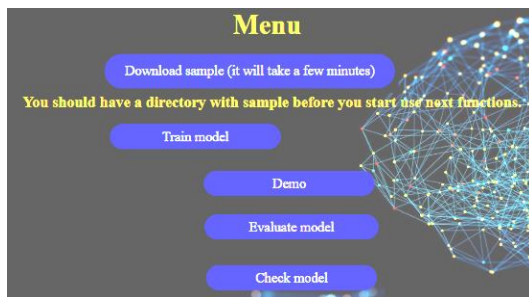 Menu
Download sample (it will take a few minutes)
You should have a directory with sample before you start use next functions.
Train model
Demo
Evaluate model
Check model